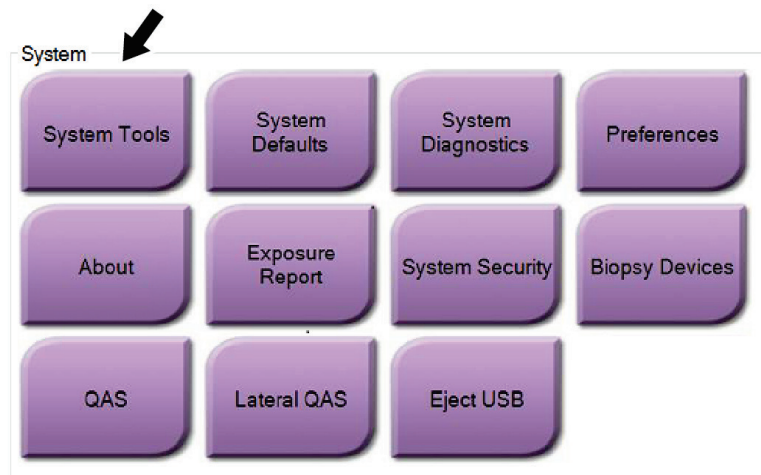 System
System Tools
System
Defaults
System
Diagnostics
Preferences
About
Exposure
Report
System Security
Biopsy Devices
QAS
Lateral QAS
Eject USB